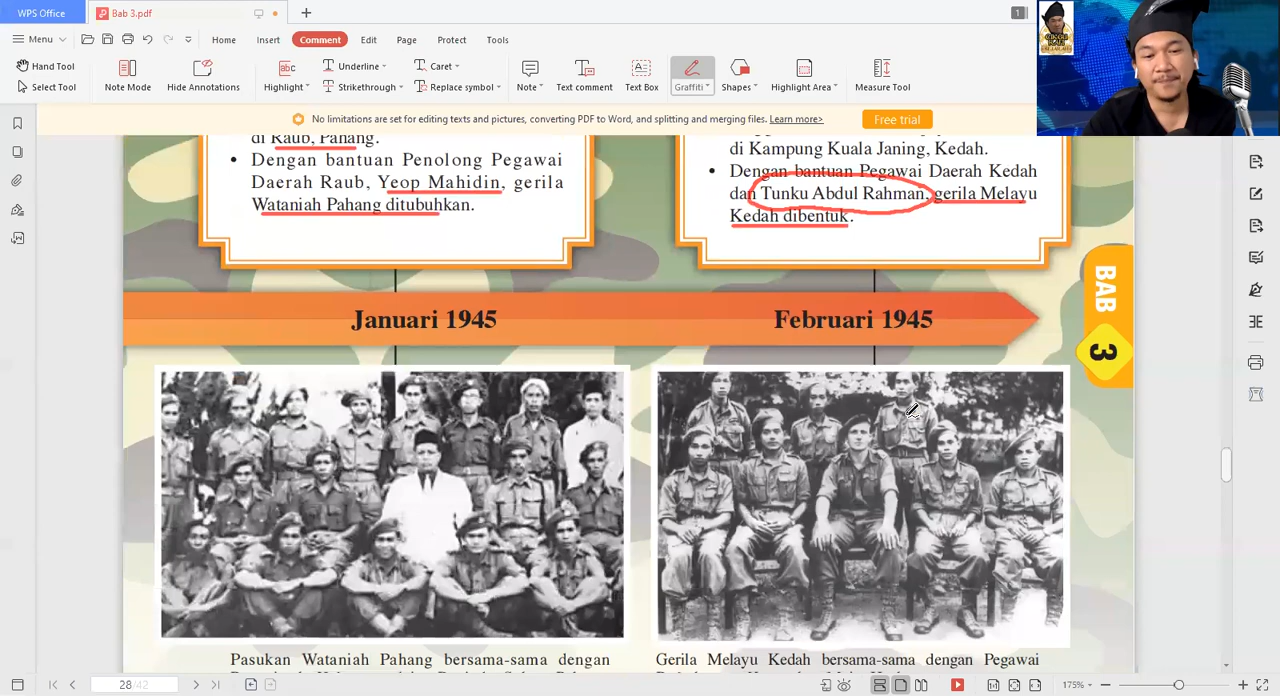 WPS Office
Bab 3.pdf
1
Menu
Home
Insert
Comment
Edit
Page
Protect
Tools
Hand Tool
Select Tool
Note Mode
Hide Annotations
Highlight
Underline
Strikethrough
Caret
Replace symbol
Note
Text comment
Text Box
Graffiti
Shapes
Highlight Area
Measure Tool
No limitations are set for editing texts and pictures, converting PDF to Word, and splitting and merging files. Learn more>
Free trial
di Raub, Pahang.
• Dengan bantuan Penolong Pegawai
Daerah Raub, Yeop Mahidin, gerila
Wataniah Pahang ditubuhkan.
di Kampung Kuala Janing, Kedah.
• Dengan bantuan Pegawai Daerah Kedah
dan Tunku Abdul Rahman, gerila Melayu
Kedah dibentuk.
BAB
3
Januari 1945
Februari 1945
Pasukan Wataniah Pahang bersama-sama dengan
Gerila Melayu Kedah bersama-sama dengan Pegawai
28/42
175%